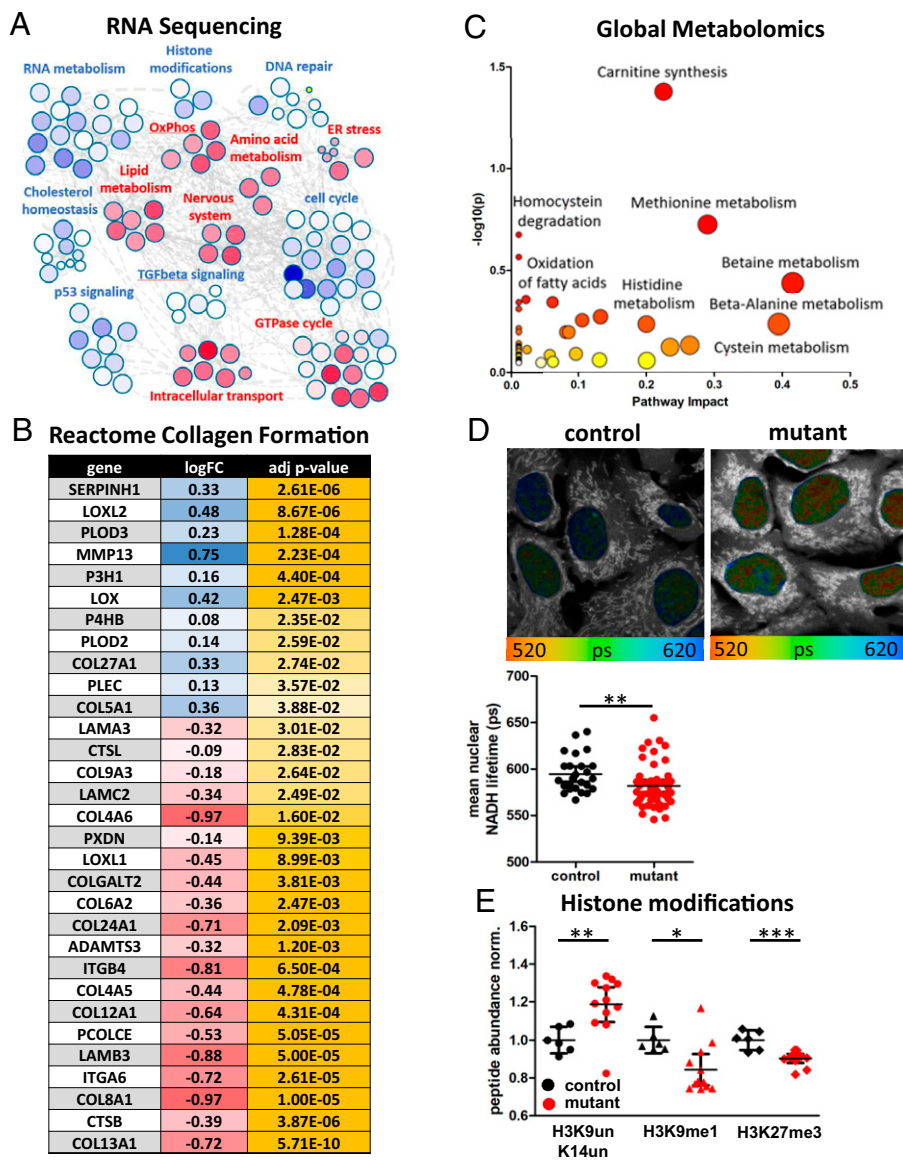 A
RNA Sequencing
RNA metabolism
Histone
modifications
DNA repair
OxPhos
Amino acid
metabolism
ER stress
Lipid
metabolism
Cholesterol
homeostasis
Nervous
system
cell cycle
TGFbeta signaling
p53 signaling
GTPase cycle
Intracellular transport
B Reactome Collagen Formation
gene logFC adj p-value
SERPINH1 0.33 2.61E-06
LOXL2 0.48 8.67E-06
PLOD3 0.23 1.28E-04
MMP13 0.75 2.23E-04
P3H1 0.16 4.40E-04
LOX 0.42 2.47E-03
P4HB 0.08 2.35E-02
PLOD2 0.14 2.59E-02
COL27A1 0.33 2.74E-02
PLEC 0.13 3.57E-02
COL5A1 0.36 3.88E-02
LAMA3 -0.32 3.01E-02
CTSL -0.09 2.83E-02
COL9A3 -0.18 2.64E-02
LAMC2 -0.34 2.49E-02
COL4A6 -0.97 1.60E-02
PXDN -0.14 9.39E-03
LOXL1 -0.45 8.99E-03
COLGALT2 -0.44 3.81E-03
COL6A2 -0.36 2.47E-03
COL24A1 -0.71 2.09E-03
ADAMTS3 -0.32 1.20E-03
ITGB4 -0.81 6.50E-04
COL4A5 -0.44 4.78E-04
COL12A1 -0.64 4.31E-04
PCOLCE -0.53 5.05E-05
LAMB3 -0.88 5.00E-05
ITGA6 -0.72 2.61E-05
COL8A1 -0.97 1.00E-05
CTSB -0.39 3.87E-06
COL13A1 -0.72 5.71E-10
C
Global Metabolomics
-log10(p)
1.5
1.0
0.5
0.0
Carnitine synthesis
Homocystein
degradation
Methionine metabolism
Oxidation
of fatty acids
Histidine
metabolism
Betaine metabolism
Beta-Alanine metabolism
Cystein metabolism
0.0 0.1 0.2 0.3 0.4 0.5
Pathway Impact
D
control mutant
520 ps 620 520 ps 620
mean nuclear
NADH lifetime (ps)
700
650
600
550
500
**
control mutant
E
Histone modifications
peptide abundance norm.
1.6
1.4
1.2
1.0
0.8
0.6
** * ***
control
mutant
H3K9un
K14un
H3K9me1
H3K27me3